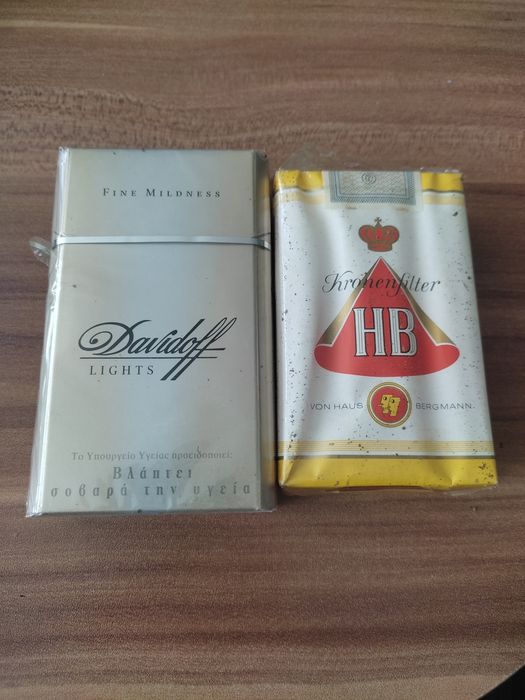 FINE MILDNESS
Davidoff
LIGHTS
Το Υπουργείο Υγείας προειδοποιεί:
Βλάπτει
σοβαρά την υγεία
Kronenfilter
HB
VON HAUS BERGMANN